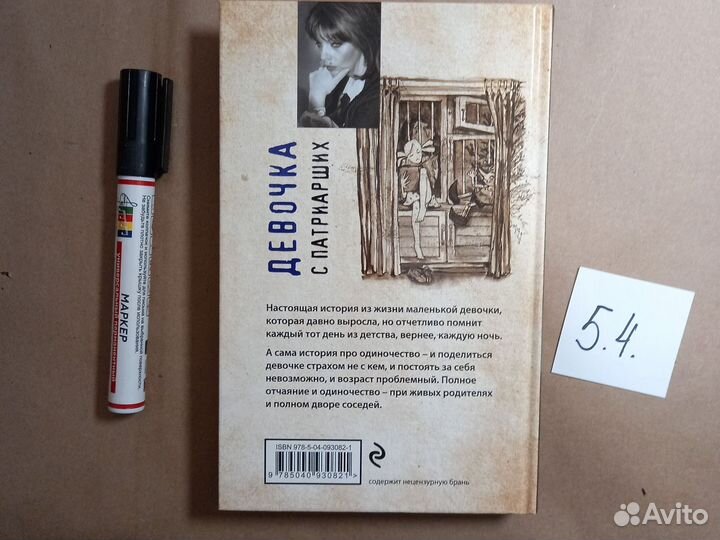 ДЕВОЧКА
С ПАТРИАРШИХ
Настоящая история из жизни маленькой девочки,
которая давно выросла, но отчетливо помнит
каждый тот день из детства, вернее, каждую ночь.
А сама история про одиночество – и поделиться
девочке страхом не с кем, и постоять за себя
невозможно, и возраст проблемный. Полное
отчаяние и одиночество – при живых родителях
и полном дворе соседей.
ISBN 978-5-04-093082-1
9 785040 930821 >
содержит нецензурную брань
МАРКЕР
универсальный перманентный
5.4.
Avito